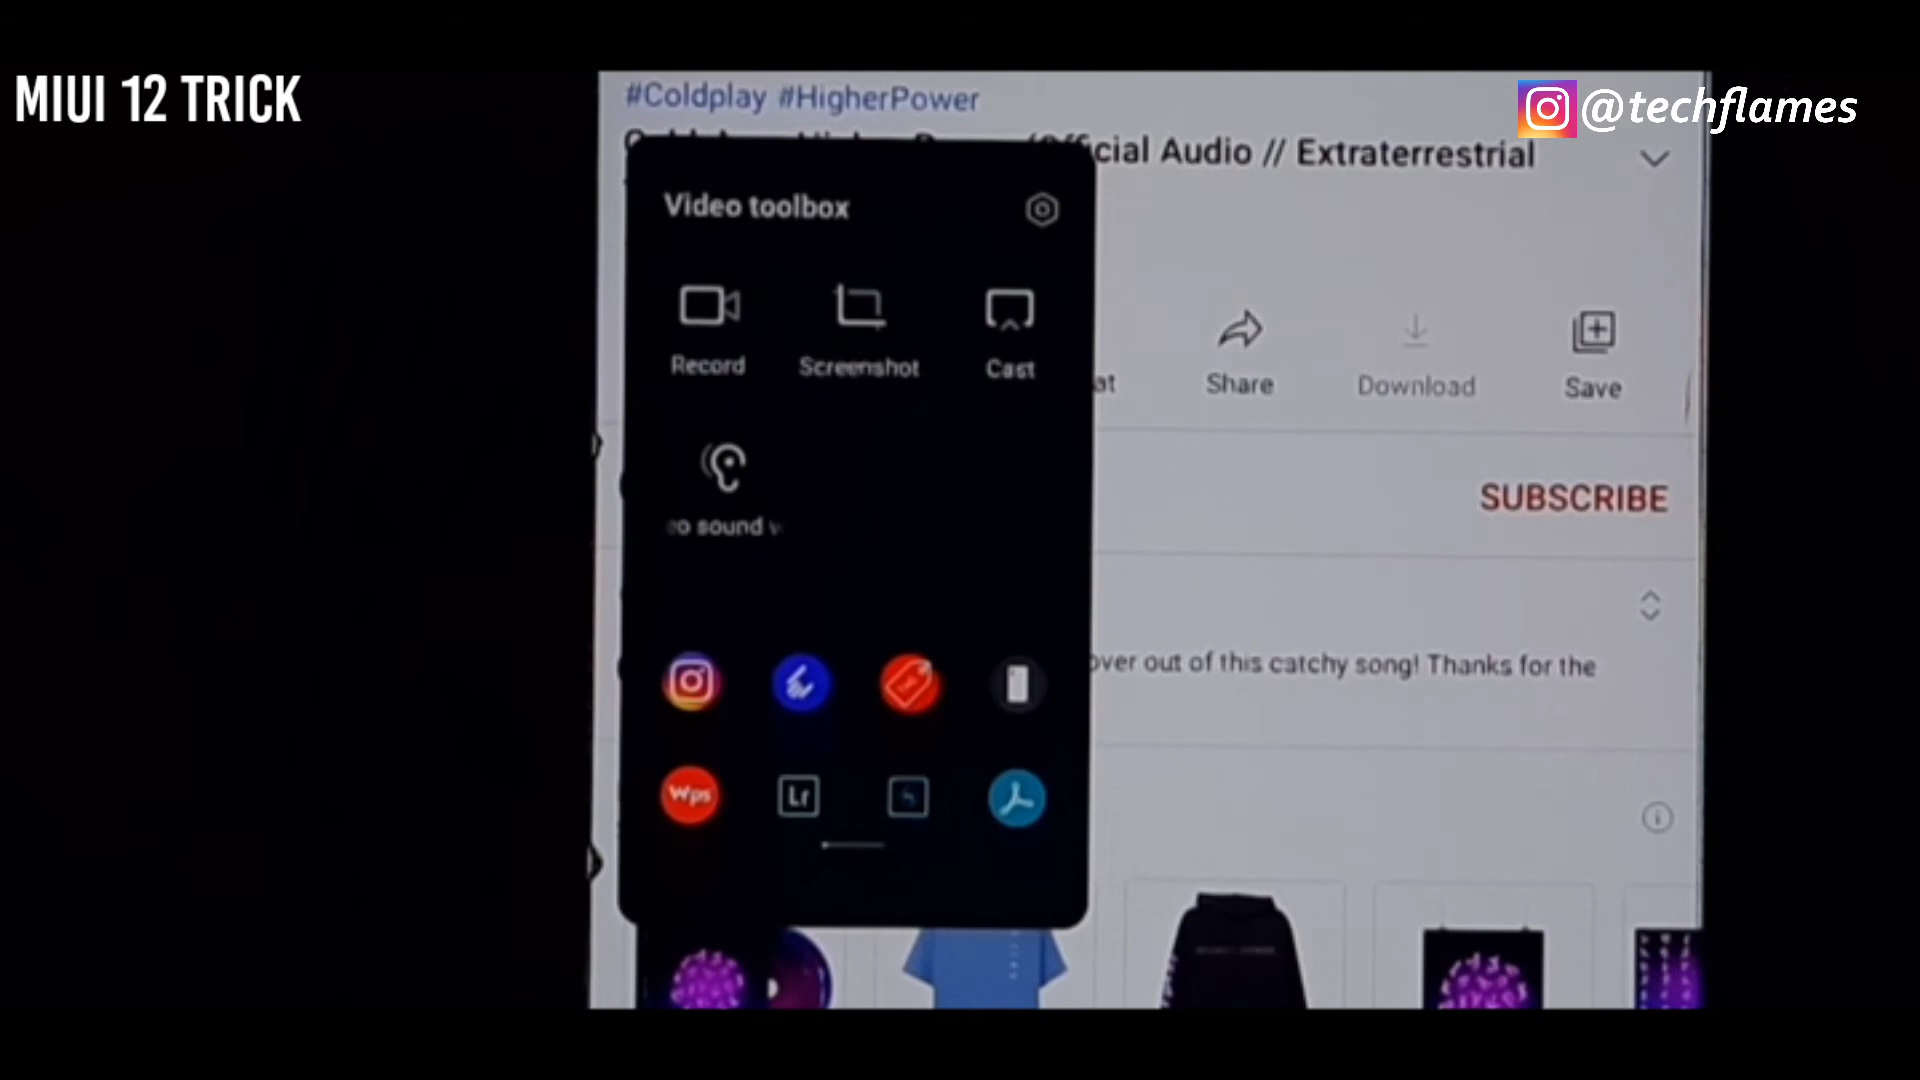 MIUI 12 TRICK
@techflames
#Coldplay #HigherPower
Official Audio // Extraterrestrial
Video toolbox
Record
Screenshot
Cast
Share
Download
Save
sound
SUBSCRIBE
over out of this catchy song! Thanks for the
Wps
Lr